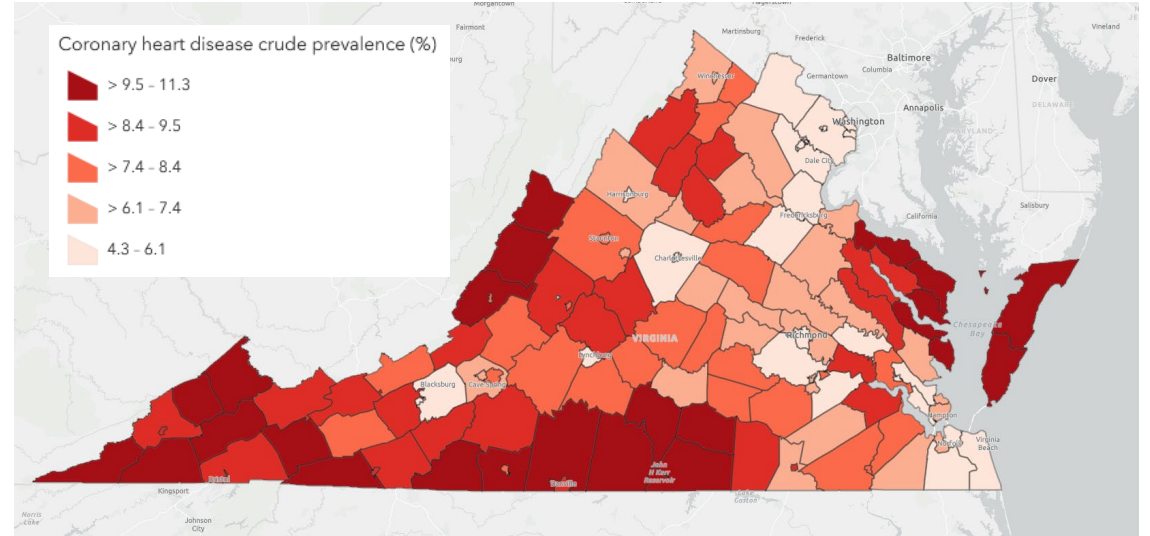 Morgantown
Hagerstown
Fairmont
Martinsburg
Frederick
Vineland
Coronary heart disease crude prevalence (%)
> 9.5 – 11.3
> 8.4 – 9.5
> 7.4 – 8.4
> 6.1 – 7.4
4.3 – 6.1
burg
Baltimore
Columbia
Germantown
Winchester
Dover
Annapolis
DELAWARE
Washington
MARYLAND
Dale City
Harrisonburg
Salisbury
Fredericksburg
California
Staunton
Charlottesville
Chesapeake
Bay
VIRGINIA
Richmond
Lynchburg
Blacksburg
Cave Spring
Hampton
Norfolk
Virginia
Beach
John
H Kerr
Reservoir
Bristol
Danville
Kingsport
Lake
Gaston
Norris
Lake
Johnson
City